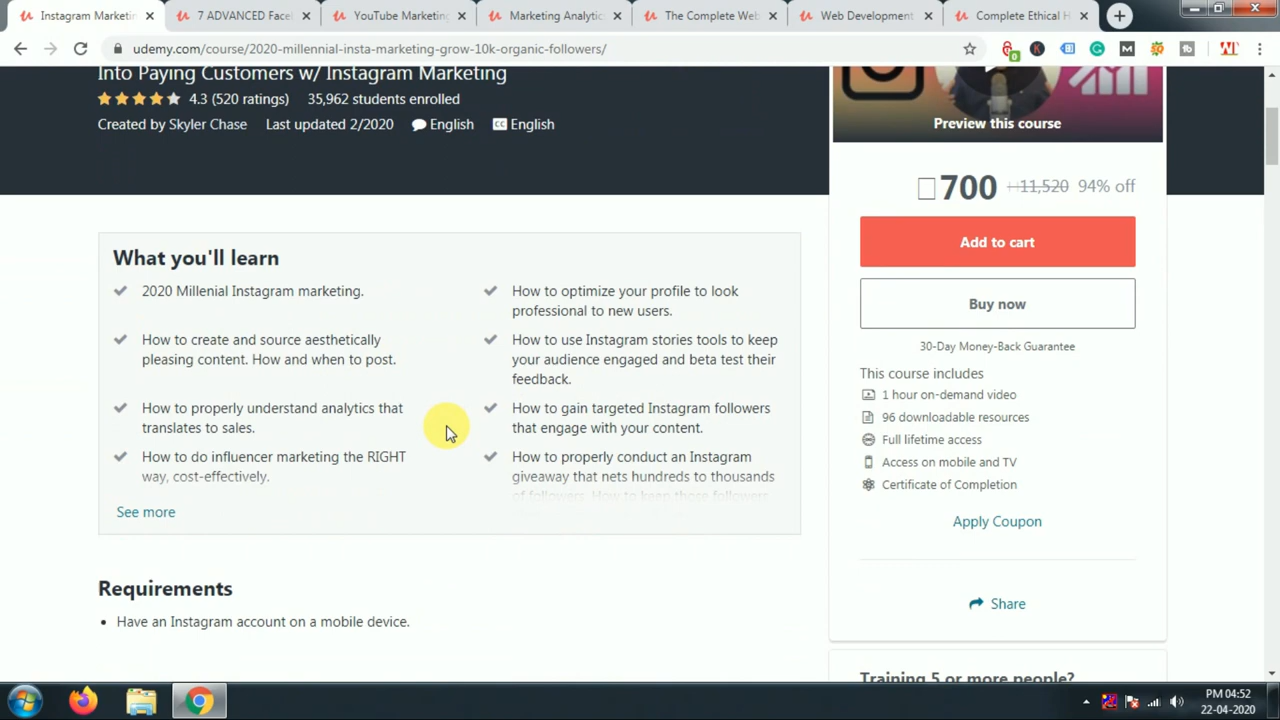 Instagram Marketin
7 ADVANCED Face
YouTube Marketing
Marketing Analytic
The Complete Web
Web Development
Complete Ethical H
udemy.com/course/2020-millennial-insta-marketing-grow-10k-organic-followers/
Into Paying Customers w/ Instagram Marketing
4.3 (520 ratings) 35,962 students enrolled
Created by Skyler Chase Last updated 2/2020 English English
Preview this course
700 11,520 94% off
Add to cart
Buy now
30-Day Money-Back Guarantee
This course includes
1 hour on-demand video
96 downloadable resources
Full lifetime access
Access on mobile and TV
Certificate of Completion
Apply Coupon
Share
Training 5 or more people?
What you'll learn
2020 Millenial Instagram marketing.
How to optimize your profile to look
professional to new users.
How to create and source aesthetically
pleasing content. How and when to post.
How to use Instagram stories tools to keep
your audience engaged and beta test their
feedback.
How to properly understand analytics that
translates to sales.
How to gain targeted Instagram followers
that engage with your content.
How to do influencer marketing the RIGHT
way, cost-effectively.
How to properly conduct an Instagram
giveaway that nets hundreds to thousands
of followers. How to keep those followers
See more
Requirements
Have an Instagram account on a mobile device.
PM 04:52
22-04-2020